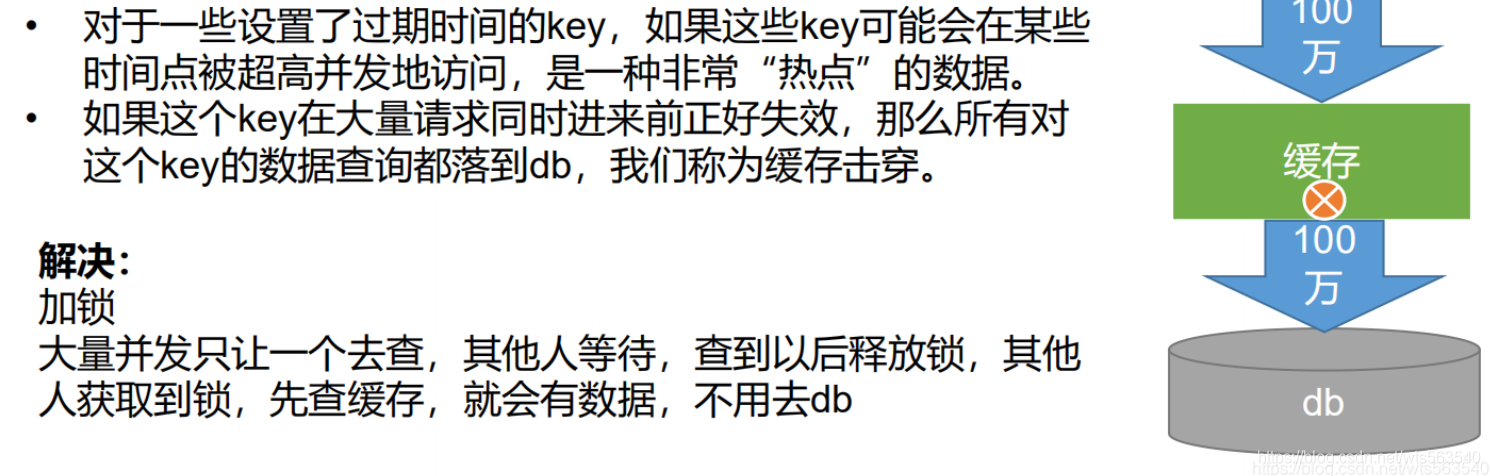 • 对于一些设置了过期时间的key，如果这些key可能会在某些
时间点被超高并发地访问，是一种非常“热点”的数据。
• 如果这个key在大量请求同时进来前正好失效，那么所有对
这个key的数据查询都落到db，我们称为缓存击穿。
解决：
加锁
大量并发只让一个去查，其他人等待，查到以后释放锁，其他
人获取到锁，先查缓存，就会有数据，不用去db
100
万
缓存
100
万
db
https://blog.csdn.net/wts563540
https://blog.csdn.net/wts563540